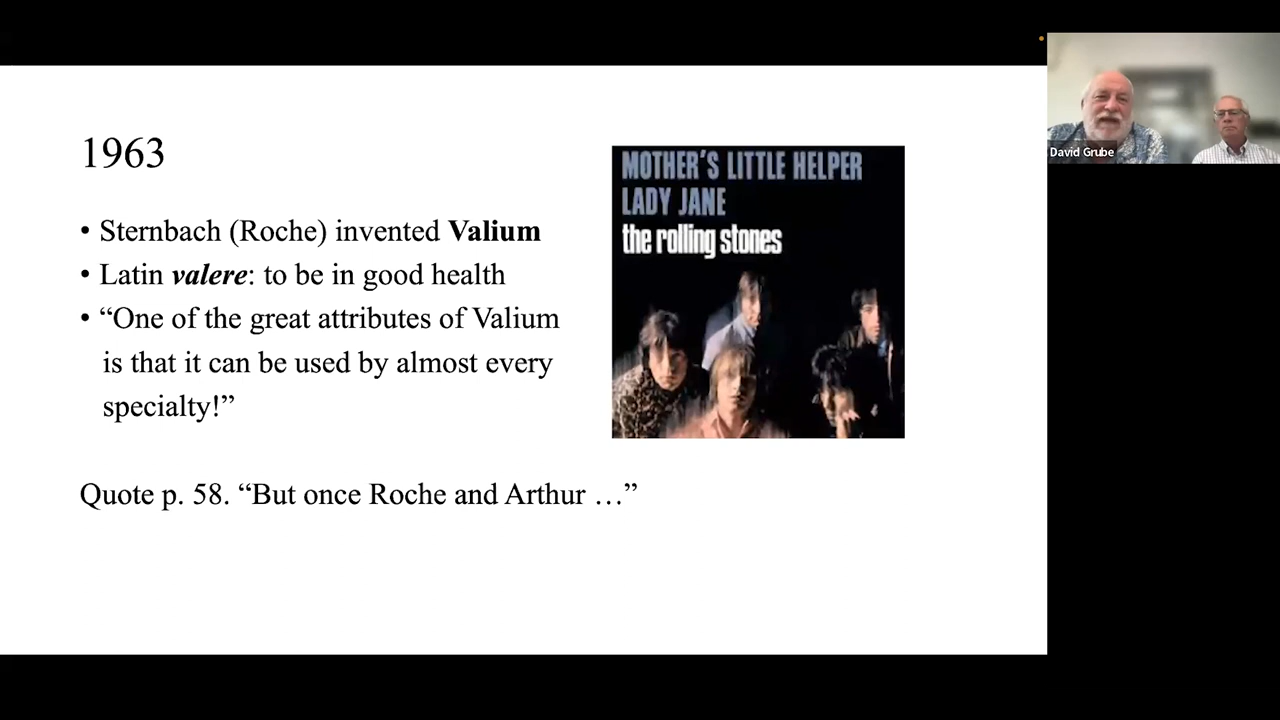 1963
• Sternbach (Roche) invented Valium
• Latin valere: to be in good health
• “One of the great attributes of Valium
is that it can be used by almost every
specialty!”
Quote p. 58. “But once Roche and Arthur …”
MOTHER'S LITTLE HELPER
LADY JANE
the rolling stones
David Grube